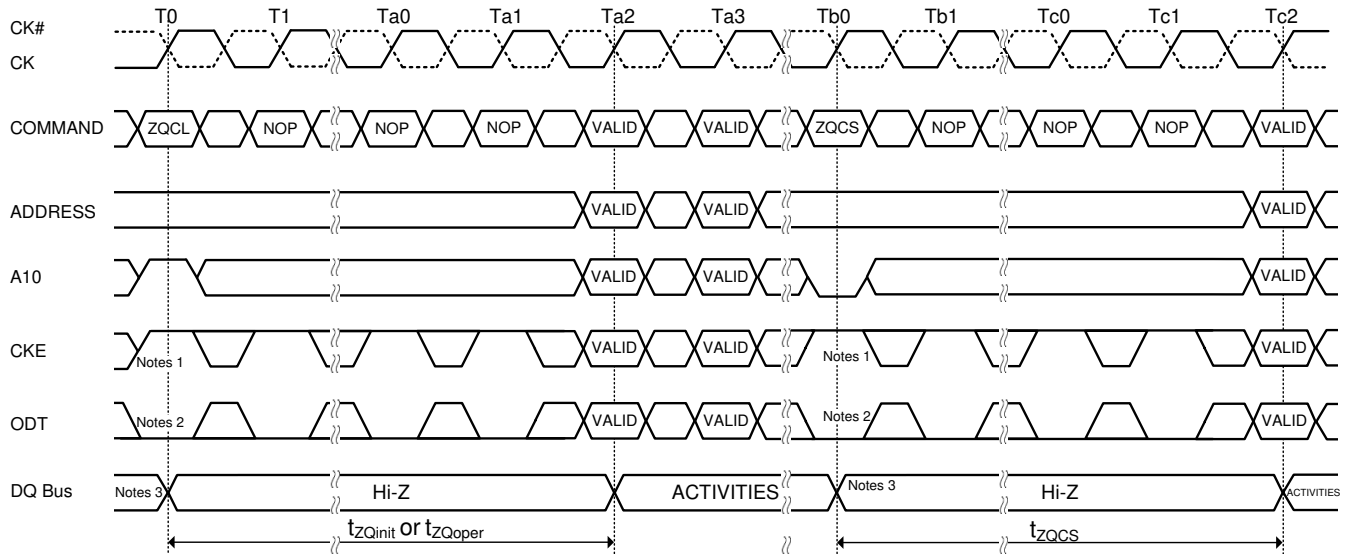 T0 T1 Ta0 Ta1 Ta2 Ta3 Tb0 Tb1 Tc0 Tc1 Tc2
CK#
CK
COMMAND ZQCL NOP NOP NOP VALID VALID ZQCS NOP NOP NOP VALID
ADDRESS VALID VALID VALID
A10 VALID VALID VALID
CKE Notes 1 VALID VALID Notes 1 VALID
ODT Notes 2 VALID VALID Notes 2 VALID
DQ Bus Notes 3 Hi-Z ACTIVITIES Notes 3 Hi-Z ACTIVITIES
tZQinit or tZQoper tZQCS